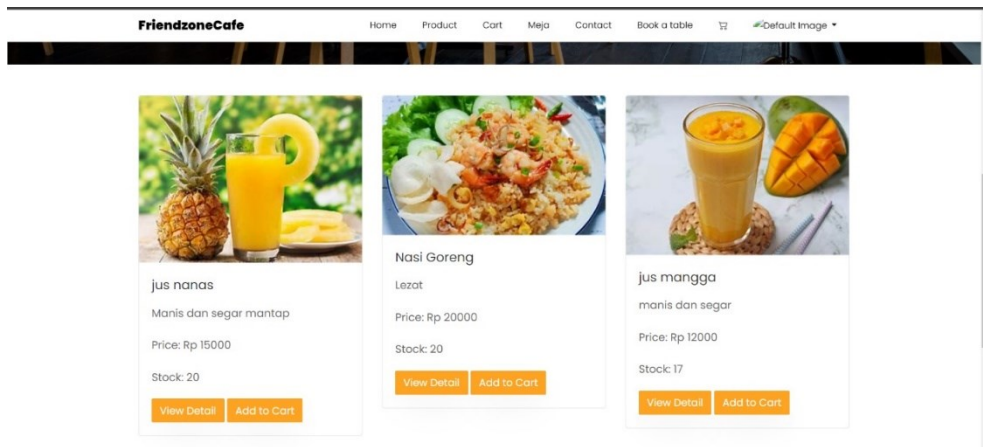 FriendzoneCafe
Home Product Cart Meja Contact Book a table Default Image
jus nanas
Manis dan segar mantap
Price: Rp 15000
Stock: 20
View Detail Add to Cart
Nasi Goreng
Lezat
Price: Rp 20000
Stock: 20
View Detail Add to Cart
jus mangga
manis dan segar
Price: Rp 12000
Stock: 17
View Detail Add to Cart